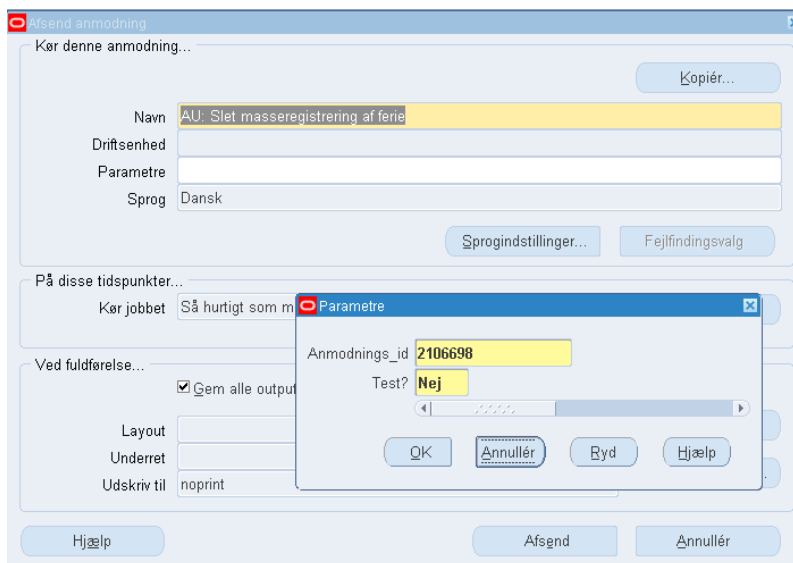 Afsend anmodning
Kør denne anmodning...
Kopiér...
Navn AU: Slet masseregistrering af ferie
Driftsenhed
Parametre
Sprog Dansk
Sprogindstillinger... Fejlfindingsvalg
På disse tidspunkter...
Kør jobbet Så hurtigt som m
Parametre
Anmodnings_id 2106698
Test? Nej
OK Annullér Ryd Hjælp
Ved fuldførelse...
Gem alle output
Layout
Underret
Udskriv til noprint
Hjælp Afsend Annullér